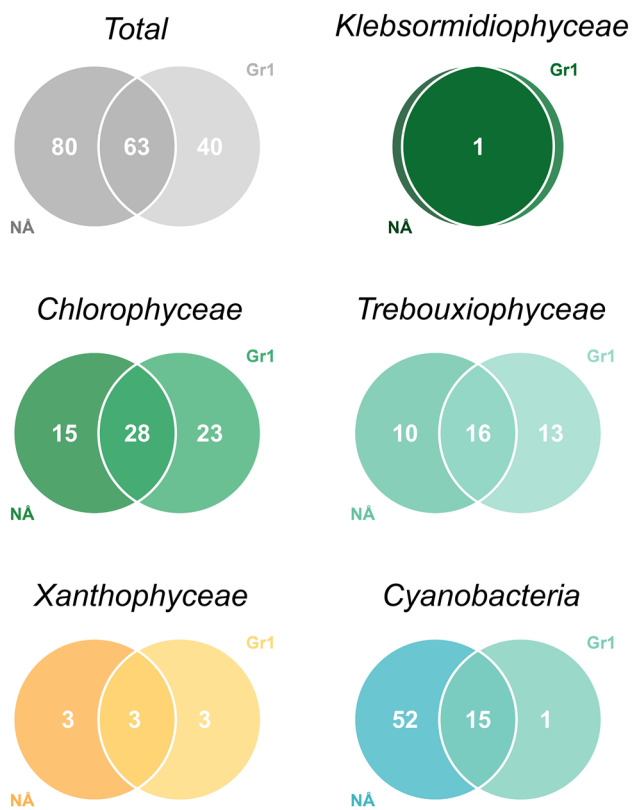 Total
Gr1
80 63 40
NÅ
Klebsormidiophyceae
Gr1
1
NÅ
Chlorophyceae
Gr1
15 28 23
NÅ
Trebouxiophyceae
Gr1
10 16 13
NÅ
Xanthophyceae
Gr1
3 3 3
NÅ
Cyanobacteria
Gr1
52 15 1
NÅ